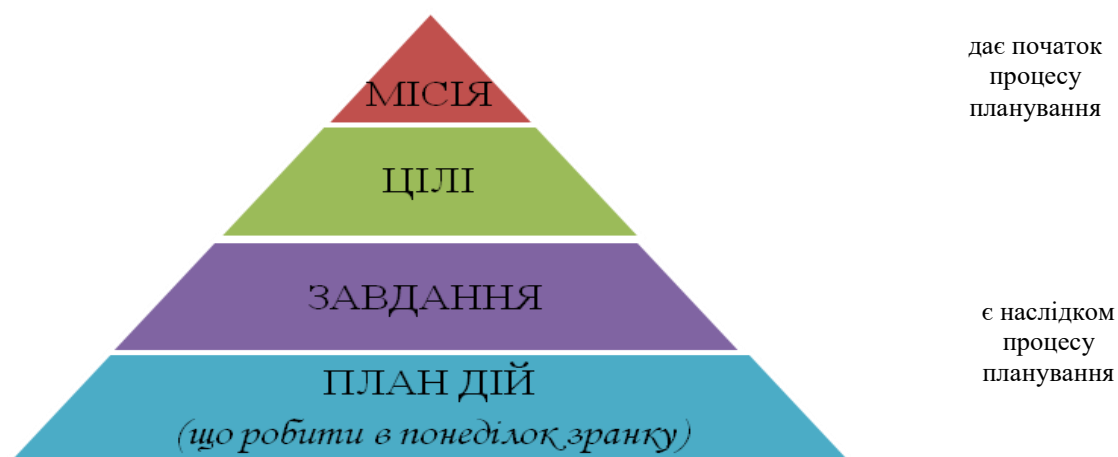 МІСІЯ
ЦІЛІ
ЗАВДАННЯ
ПЛАН ДІЙ
(що робити в понеділок зранку)
дає початок
процесу
планування
є наслідком
процесу
планування